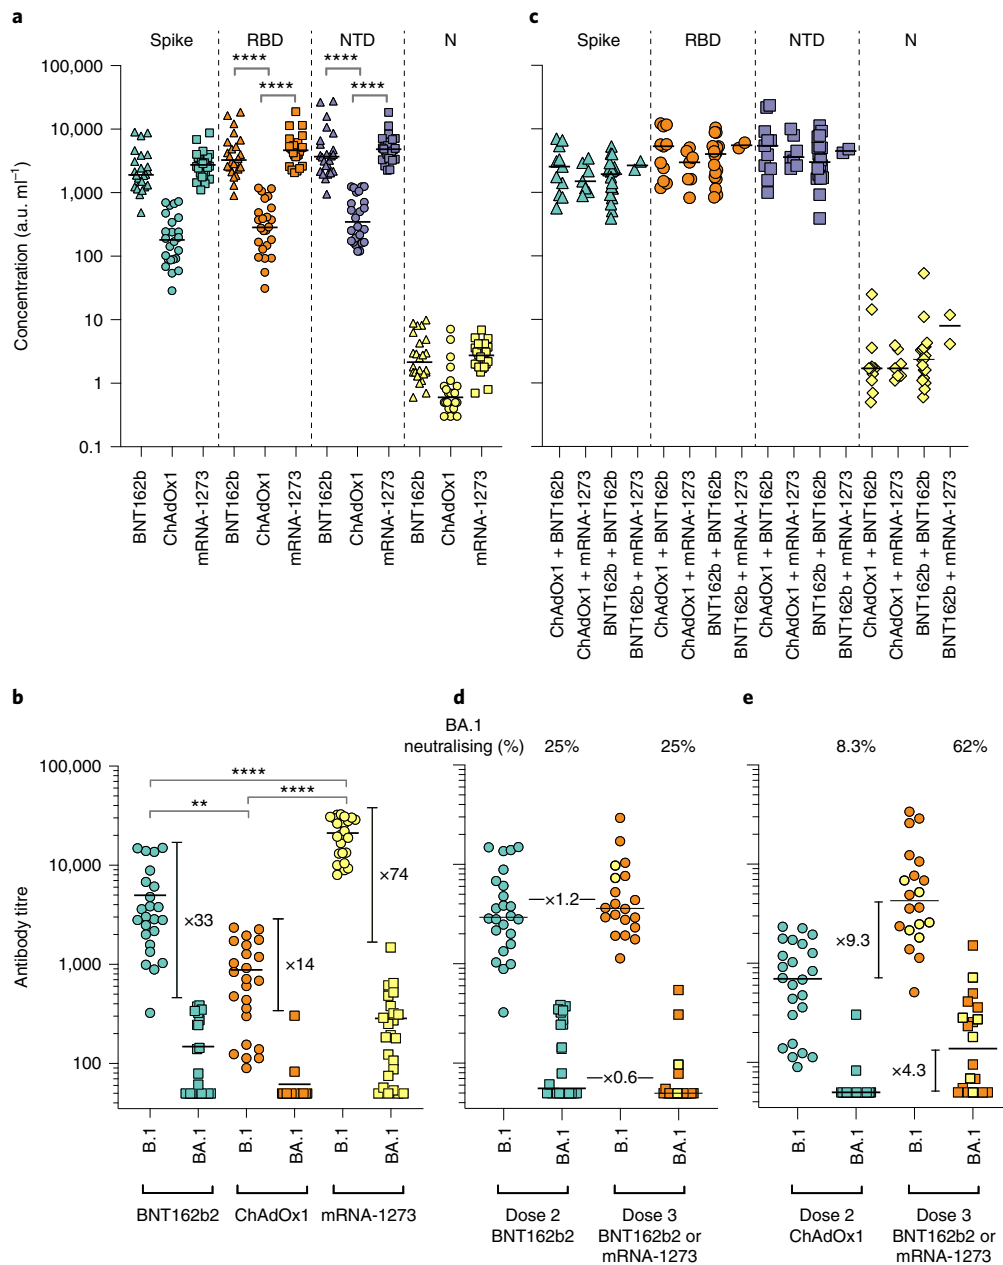 a
Spike RBD NTD N
**** ****
**** ****
Concentration (a.u. ml⁻¹)
100,000
10,000
1,000
100
10
1
0.1
BNT162b
ChAdOx1
mRNA-1273
BNT162b
ChAdOx1
mRNA-1273
BNT162b
ChAdOx1
mRNA-1273
BNT162b
ChAdOx1
mRNA-1273
c
Spike RBD NTD N
ChAdOx1 + BNT162b
ChAdOx1 + mRNA-1273
BNT162b + BNT162b
BNT162b + mRNA-1273
ChAdOx1 + BNT162b
ChAdOx1 + mRNA-1273
BNT162b + BNT162b
BNT162b + mRNA-1273
ChAdOx1 + BNT162b
ChAdOx1 + mRNA-1273
BNT162b + BNT162b
BNT162b + mRNA-1273
ChAdOx1 + BNT162b
ChAdOx1 + mRNA-1273
BNT162b + BNT162b
BNT162b + mRNA-1273
b
Antibody titre
100,000
10,000
1,000
100
****
** ****
×33
×14
×74
B.1
BA.1
B.1
BA.1
B.1
BA.1
BNT162b2 ChAdOx1 mRNA-1273
d
BA.1
neutralising (%) 25% 25%
×1.2
×0.6
B.1
BA.1
B.1
BA.1
Dose 2
BNT162b2
Dose 3
BNT162b2 or
mRNA-1273
e
8.3% 62%
×9.3
×4.3
B.1
BA.1
B.1
BA.1
Dose 2
ChAdOx1
Dose 3
BNT162b2 or
mRNA-1273